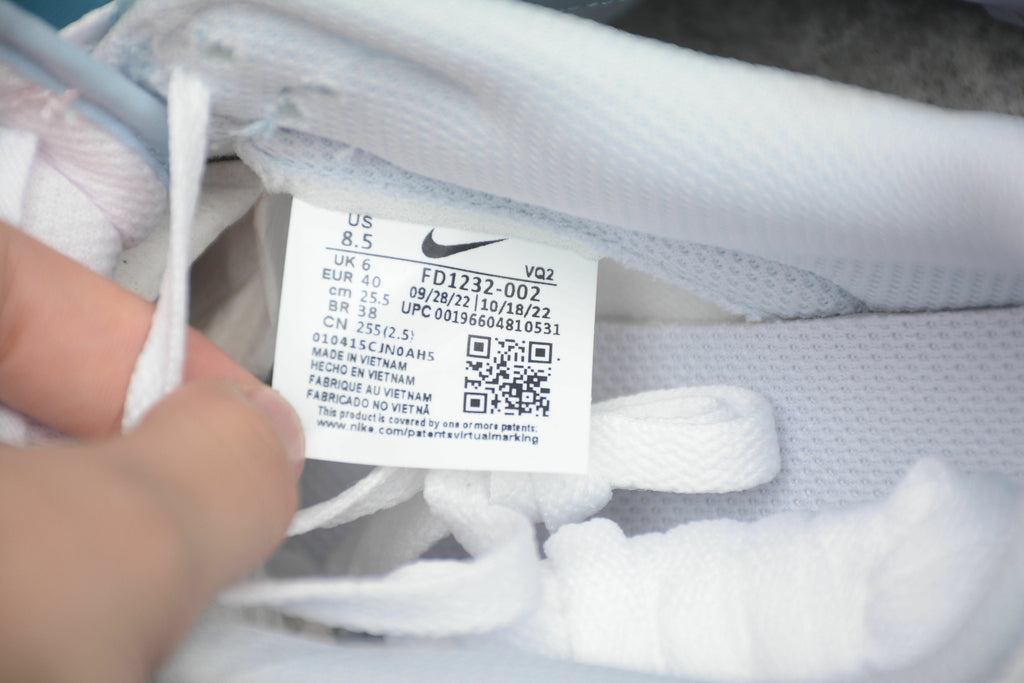 US
8.5
VQ2
UK 6
EUR 40
cm 25.5
BR 38
CN 255(2.5)
FD1232-002
09/28/22|10/18/22
UPC 00196604810531
010415CJN0AH5
MADE IN VIETNAM
HECHO EN VIETNAM
FABRIQUE AU VIETNAM
FABRICADO NO VIETNÃ
This product is covered by one or more patents:
www.nike.com/patentsvirtualmarking